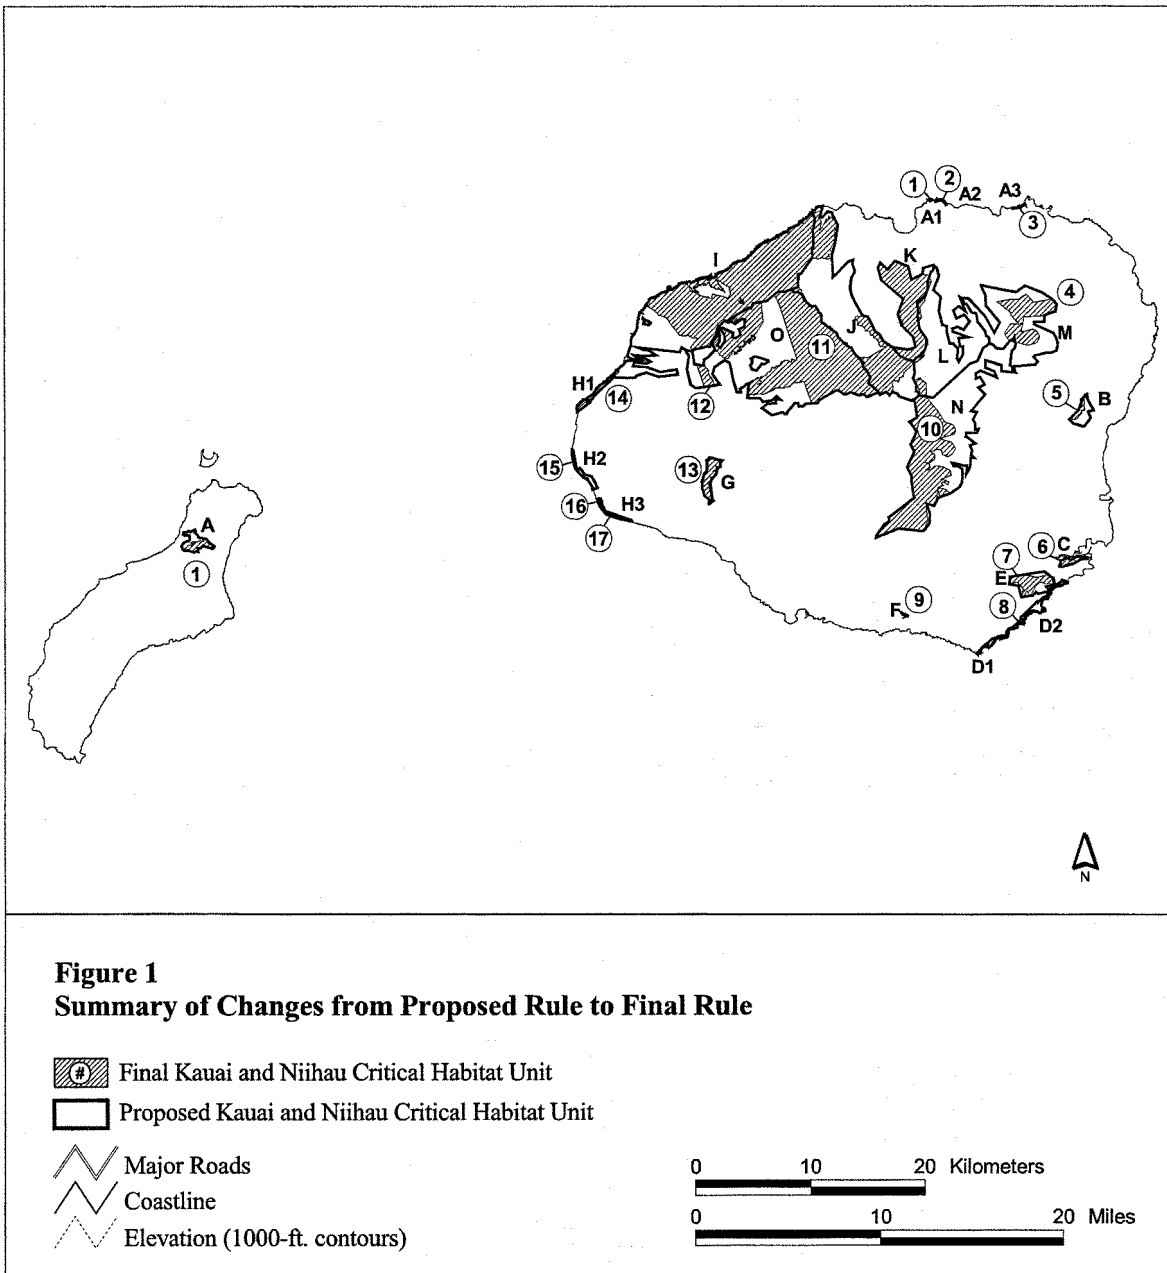 1
2
A1
A2
A3
3
I
K
4
O
J
11
M
L
H1
14
12
5
B
N
10
15
H2
13
G
16
H3
17
A
1
6
C
7
E
F
9
8
D2
D1
N
Figure 1
Summary of Changes from Proposed Rule to Final Rule
# Final Kauai and Niihau Critical Habitat Unit
Proposed Kauai and Niihau Critical Habitat Unit
Major Roads
Coastline
Elevation (1000-ft. contours)
0 10 20 Kilometers
0 10 20 Miles